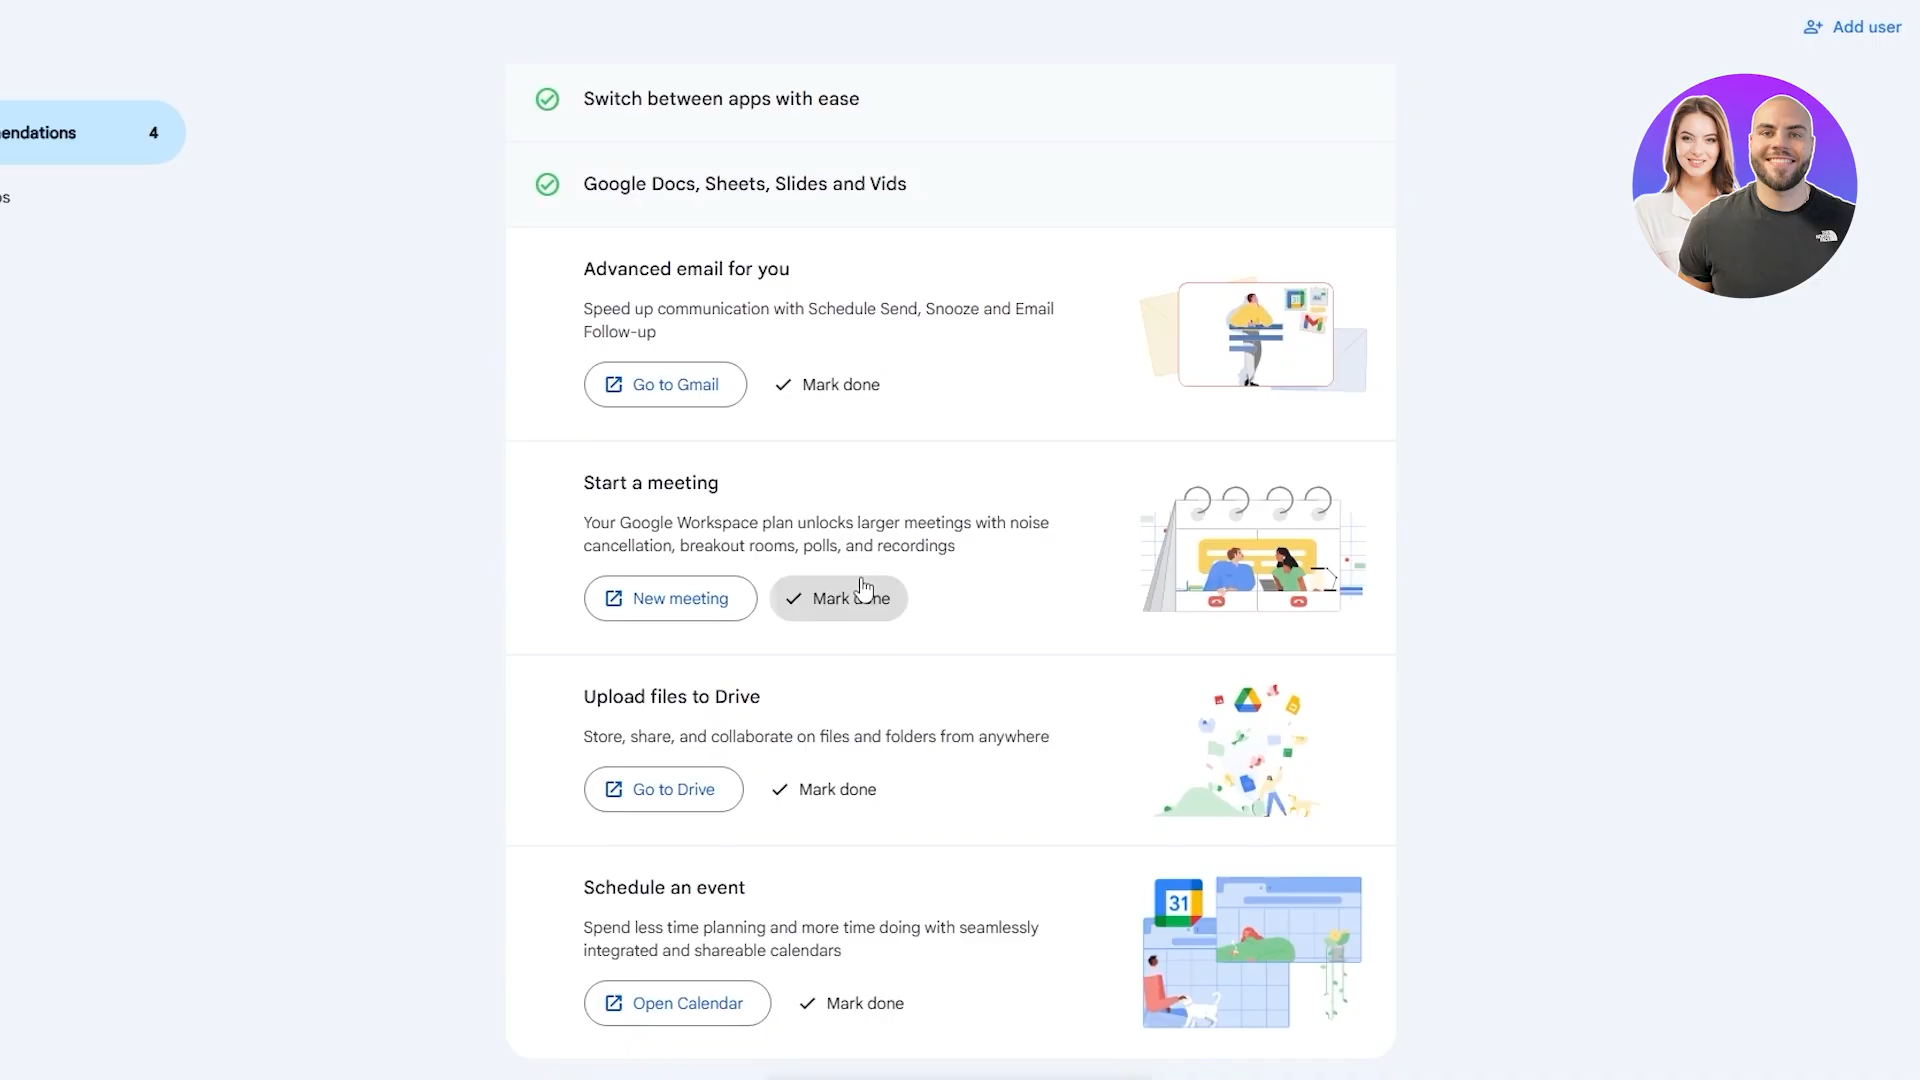 Add user
endations 4
os
Switch between apps with ease
Google Docs, Sheets, Slides and Vids
Advanced email for you
Speed up communication with Schedule Send, Snooze and Email
Follow-up
Go to Gmail
Mark done
Start a meeting
Your Google Workspace plan unlocks larger meetings with noise
cancellation, breakout rooms, polls, and recordings
New meeting
Mark done
Upload files to Drive
Store, share, and collaborate on files and folders from anywhere
Go to Drive
Mark done
Schedule an event
Spend less time planning and more time doing with seamlessly
integrated and shareable calendars
Open Calendar
Mark done
31